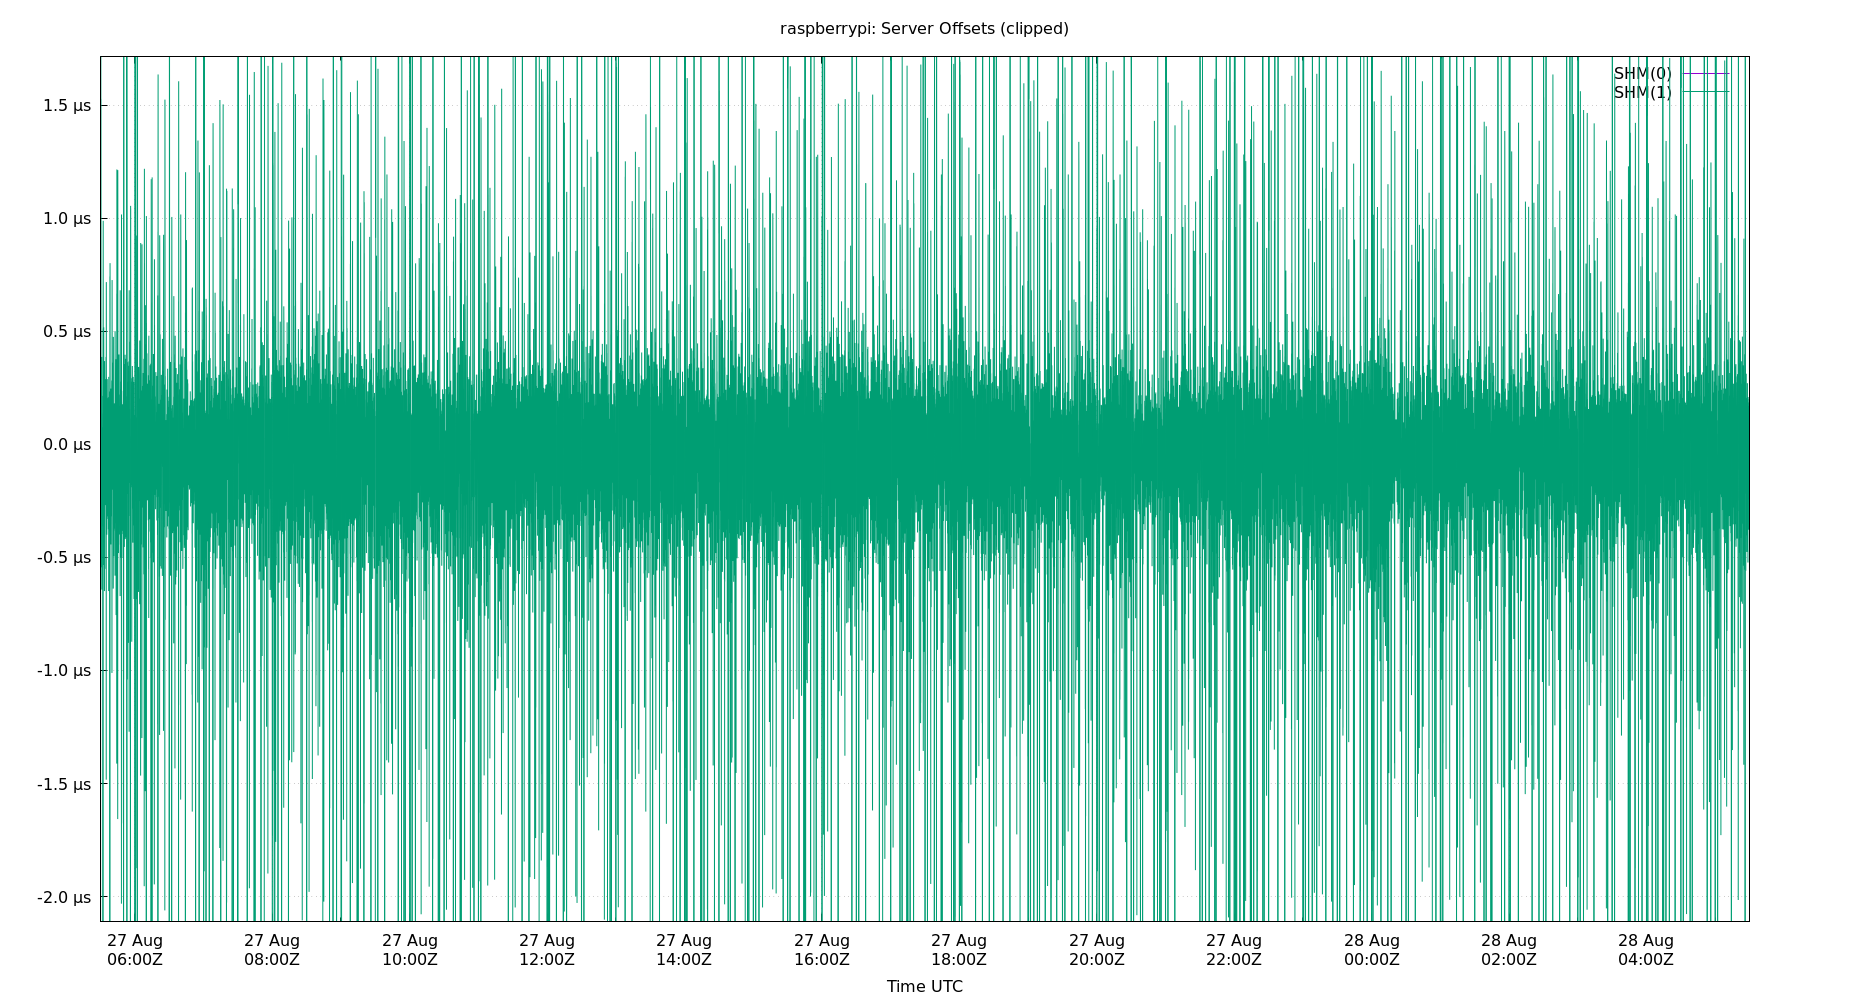 raspberrypi: Server Offsets (clipped)
SHM(0)
SHM(1)
1.5 µs
1.0 µs
0.5 µs
0.0 µs
-0.5 µs
-1.0 µs
-1.5 µs
-2.0 µs
27 Aug 27 Aug 27 Aug 27 Aug 27 Aug 27 Aug 27 Aug 27 Aug 27 Aug 28 Aug 28 Aug 28 Aug
06:00Z 08:00Z 10:00Z 12:00Z 14:00Z 16:00Z 18:00Z 20:00Z 22:00Z 00:00Z 02:00Z 04:00Z
Time UTC